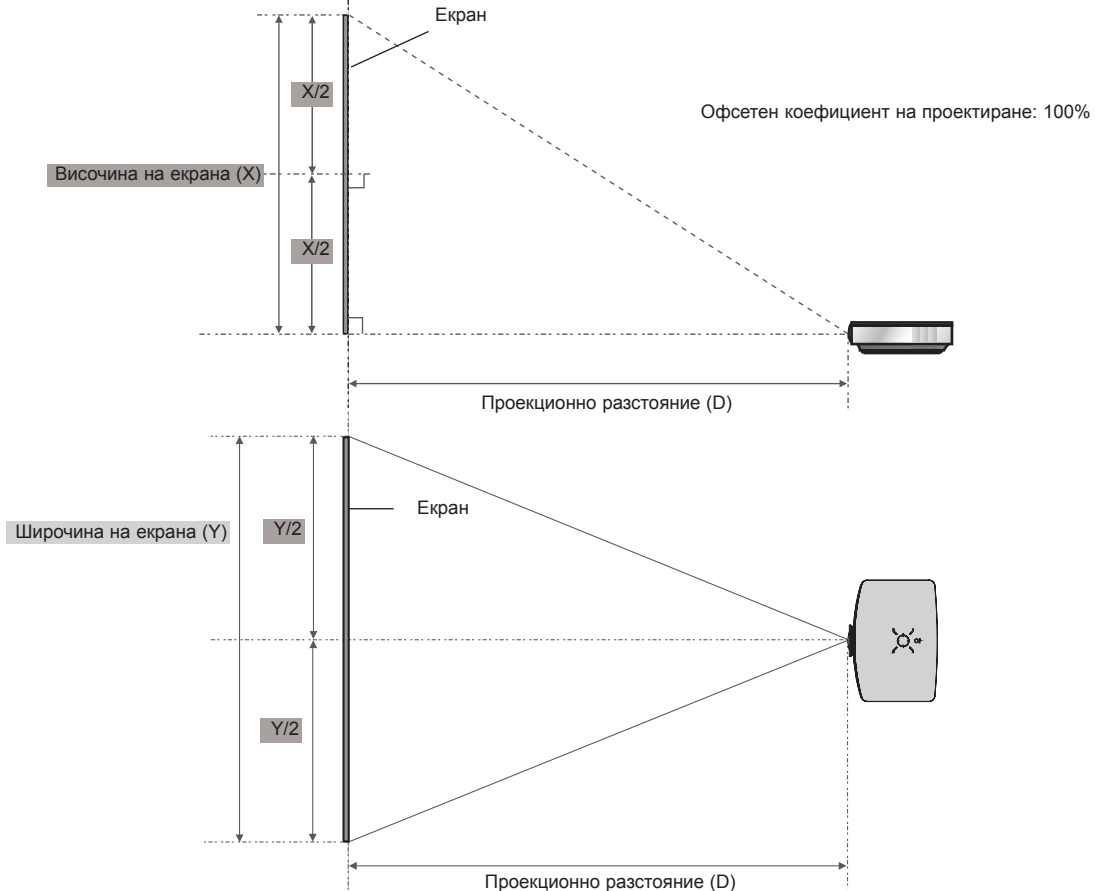 Екран
X/2
Офсетен коефициент на проектиране: 100%
Височина на екрана (X)
X/2
Проекционно разстояние (D)
Екран
Широчина на екрана (Y)
Y/2
Y/2
Проекционно разстояние (D)